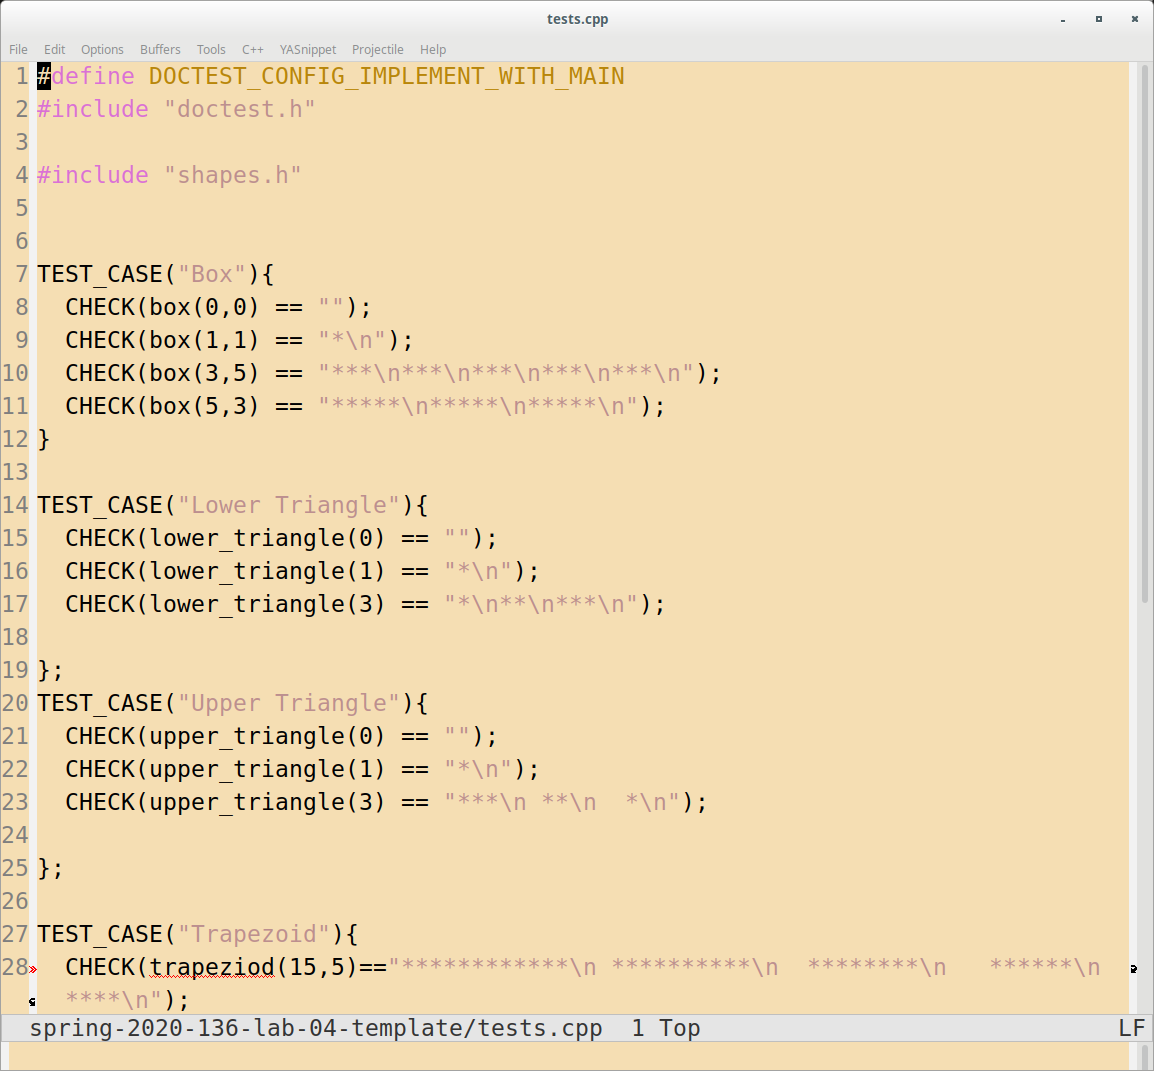 tests.cpp
File Edit Options Buffers Tools C++ YASnippet Projectile Help
1 #define DOCTEST_CONFIG_IMPLEMENT_WITH_MAIN
2 #include "doctest.h"
3
4 #include "shapes.h"
5
6
7 TEST_CASE("Box"){
8   CHECK(box(0,0) == "");
9   CHECK(box(1,1) == "*\n");
10   CHECK(box(3,5) == "***\n***\n***\n***\n***\n");
11   CHECK(box(5,3) == "*****\n*****\n*****\n");
12 }
13
14 TEST_CASE("Lower Triangle"){
15   CHECK(lower_triangle(0) == "");
16   CHECK(lower_triangle(1) == "*\n");
17   CHECK(lower_triangle(3) == "*\n**\n***\n");
18
19 };
20 TEST_CASE("Upper Triangle"){
21   CHECK(upper_triangle(0) == "");
22   CHECK(upper_triangle(1) == "*\n");
23   CHECK(upper_triangle(3) == "***\n **\n  *\n");
24
25 };
26
27 TEST_CASE("Trapezoid"){
28   CHECK(trapeziod(15,5)=="************\n **********\n  ********\n   ******\n
  ****\n");
spring-2020-136-lab-04-template/tests.cpp  1 Top LF